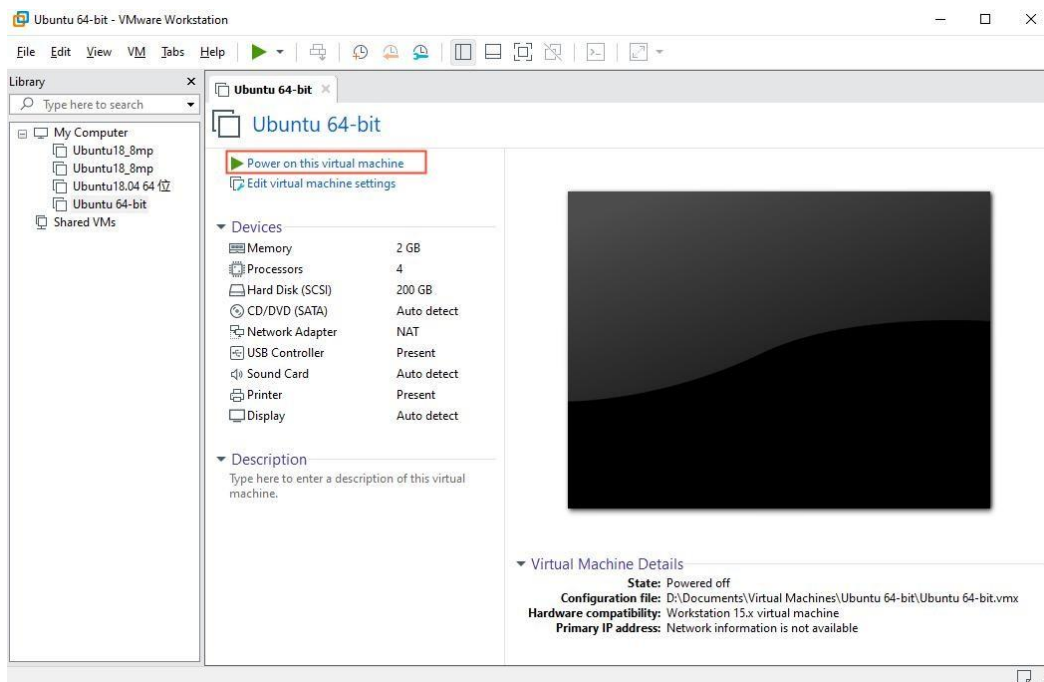 Ubuntu 64-bit - VMware Workstation
File Edit View VM Tabs Help
Library
Type here to search
My Computer
Ubuntu18_8mp
Ubuntu18_8mp
Ubuntu18.04 64 位
Ubuntu 64-bit
Shared VMs
Ubuntu 64-bit
Ubuntu 64-bit
Power on this virtual machine
Edit virtual machine settings
Devices
Memory 2 GB
Processors 4
Hard Disk (SCSI) 200 GB
CD/DVD (SATA) Auto detect
Network Adapter NAT
USB Controller Present
Sound Card Auto detect
Printer Present
Display Auto detect
Description
Type here to enter a description of this virtual
machine.
Virtual Machine Details
State: Powered off
Configuration file: D:\Documents\Virtual Machines\Ubuntu 64-bit\Ubuntu 64-bit.vmx
Hardware compatibility: Workstation 15.x virtual machine
Primary IP address: Network information is not available